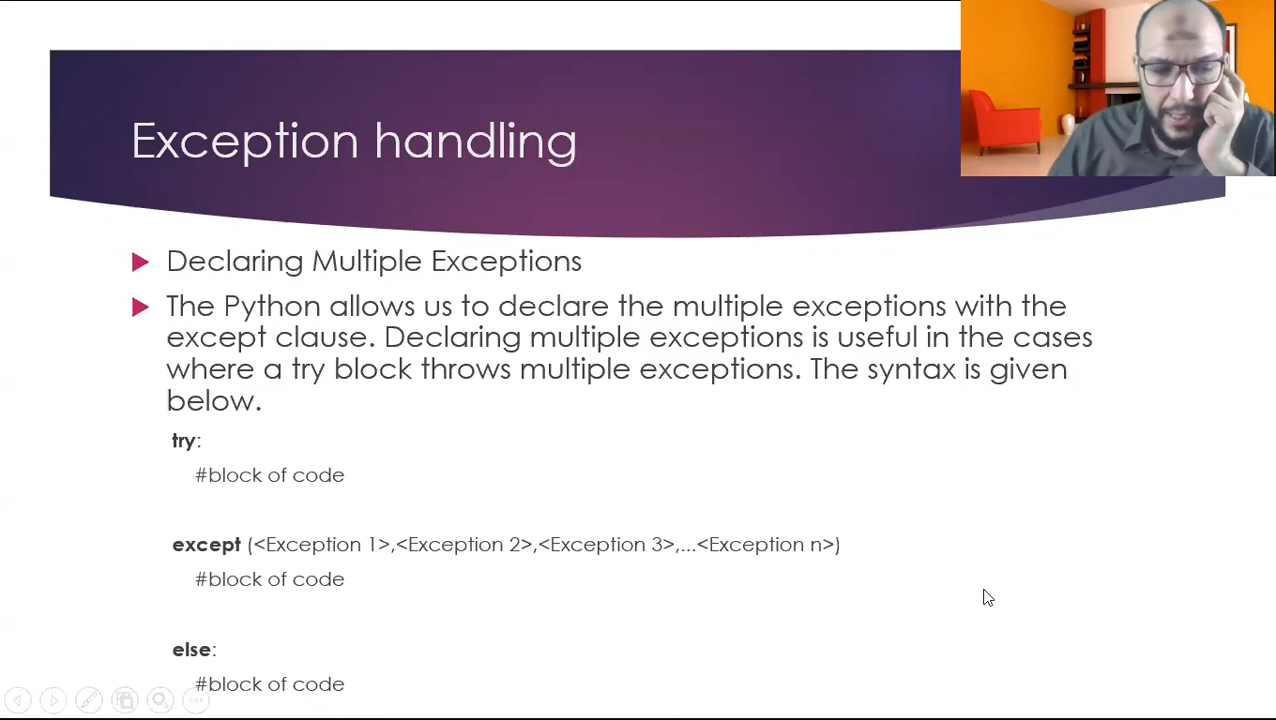 Exception handling
Declaring Multiple Exceptions
The Python allows us to declare the multiple exceptions with the
except clause. Declaring multiple exceptions is useful in the cases
where a try block throws multiple exceptions. The syntax is given
below.
try:
#block of code
except (<Exception 1>,<Exception 2>,<Exception 3>,...<Exception n>)
#block of code
else:
#block of code